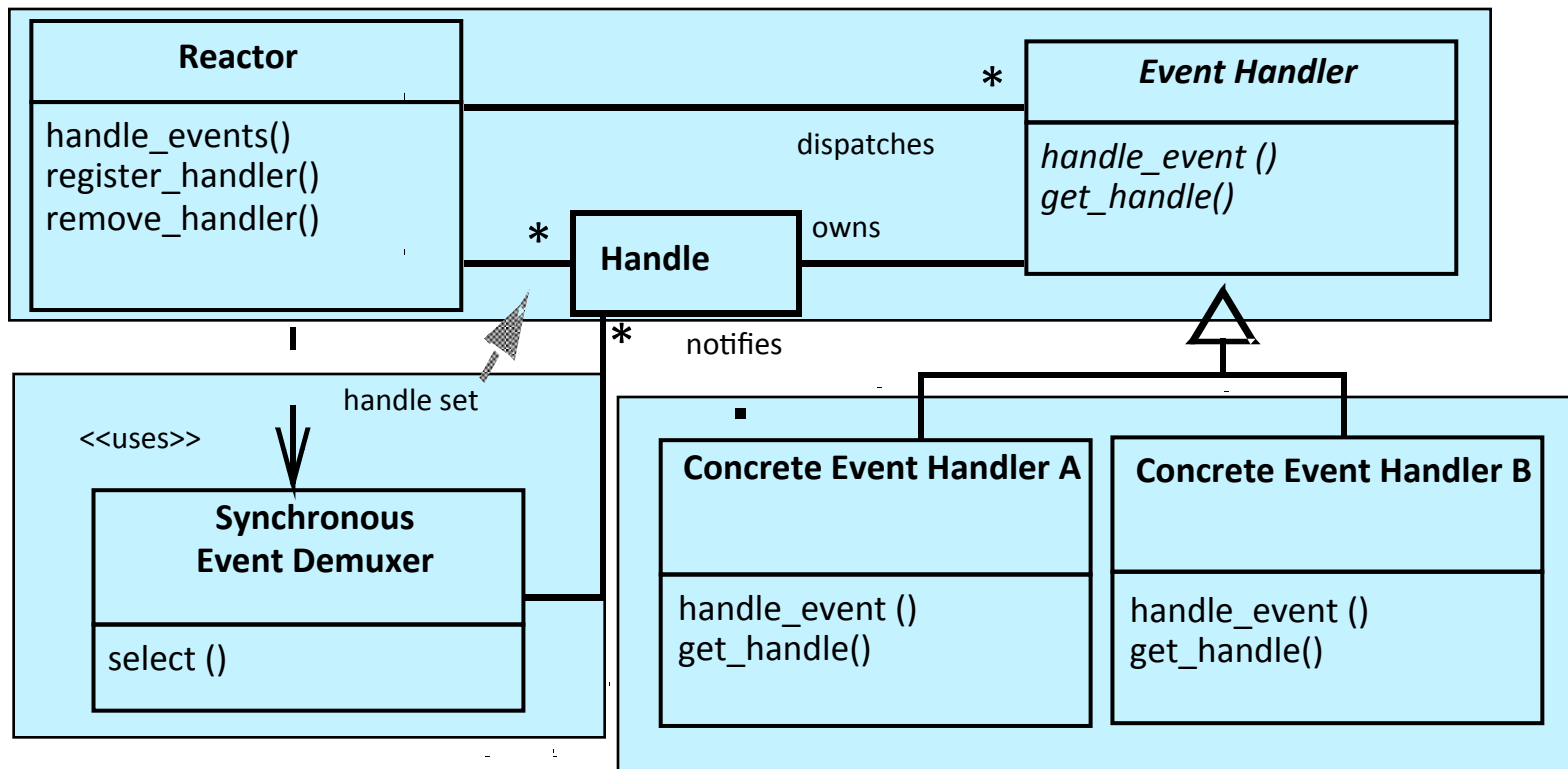 Reactor
handle_events()
register_handler()
remove_handler()
*
dispatches
Event Handler
handle_event ()
get_handle()
*
Handle
owns
*
notifies
handle set
<<uses>>
Synchronous
Event Demuxer
select ()
Concrete Event Handler A
handle_event ()
get_handle()
Concrete Event Handler B
handle_event ()
get_handle()